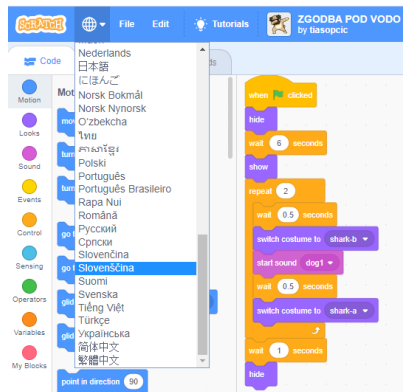 SCRATCH
File
Edit
Tutorials
ZGODBA POD VODO
by tiasopcic
Code
Motion
Looks
Sound
Events
Control
Sensing
Operators
Variables
My Blocks
Nederlands
日本語
にほんご
Norsk Bokmål
Norsk Nynorsk
Oʻzbekcha
ไทย
ភាសាខ្មែរ
Polski
Português
Português Brasileiro
Rapa Nui
Română
Русский
Српски
Slovenčina
Slovenščina
Suomi
Svenska
Tiếng Việt
Türkçe
Українська
简体中文
繁體中文
point in direction 90
when clicked
hide
wait 6 seconds
show
repeat 2
wait 0.5 seconds
switch costume to shark-b
start sound dog1
wait 0.5 seconds
switch costume to shark-a
wait 1 seconds
hide